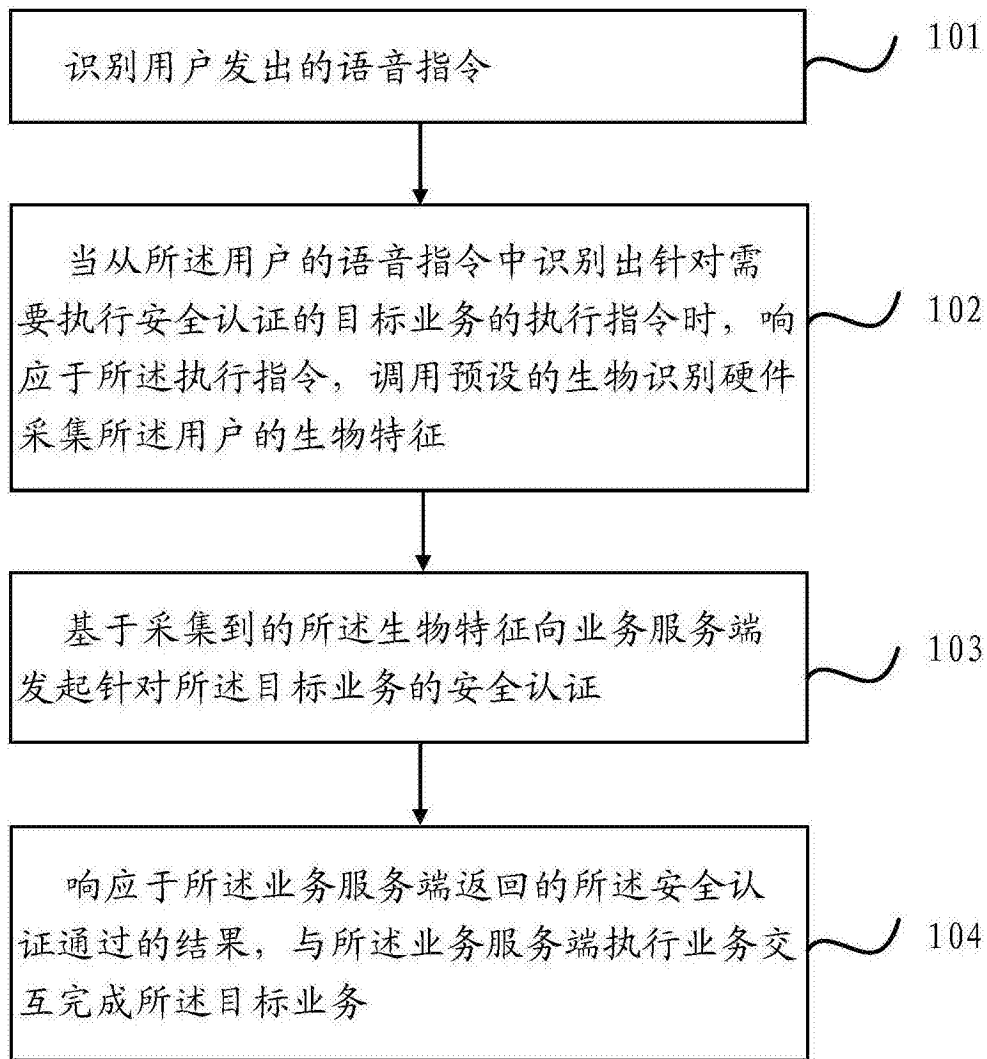 识别用户发出的语音指令
101
当从所述用户的语音指令中识别出针对需
要执行安全认证的目标业务的执行指令时，响
应于所述执行指令，调用预设的生物识别硬件
采集所述用户的生物特征
102
基于采集到的所述生物特征向业务服务端
发起针对所述目标业务的安全认证
103
响应于所述业务服务端返回的所述安全认
证通过的结果，与所述业务服务端执行业务交
互完成所述目标业务
104